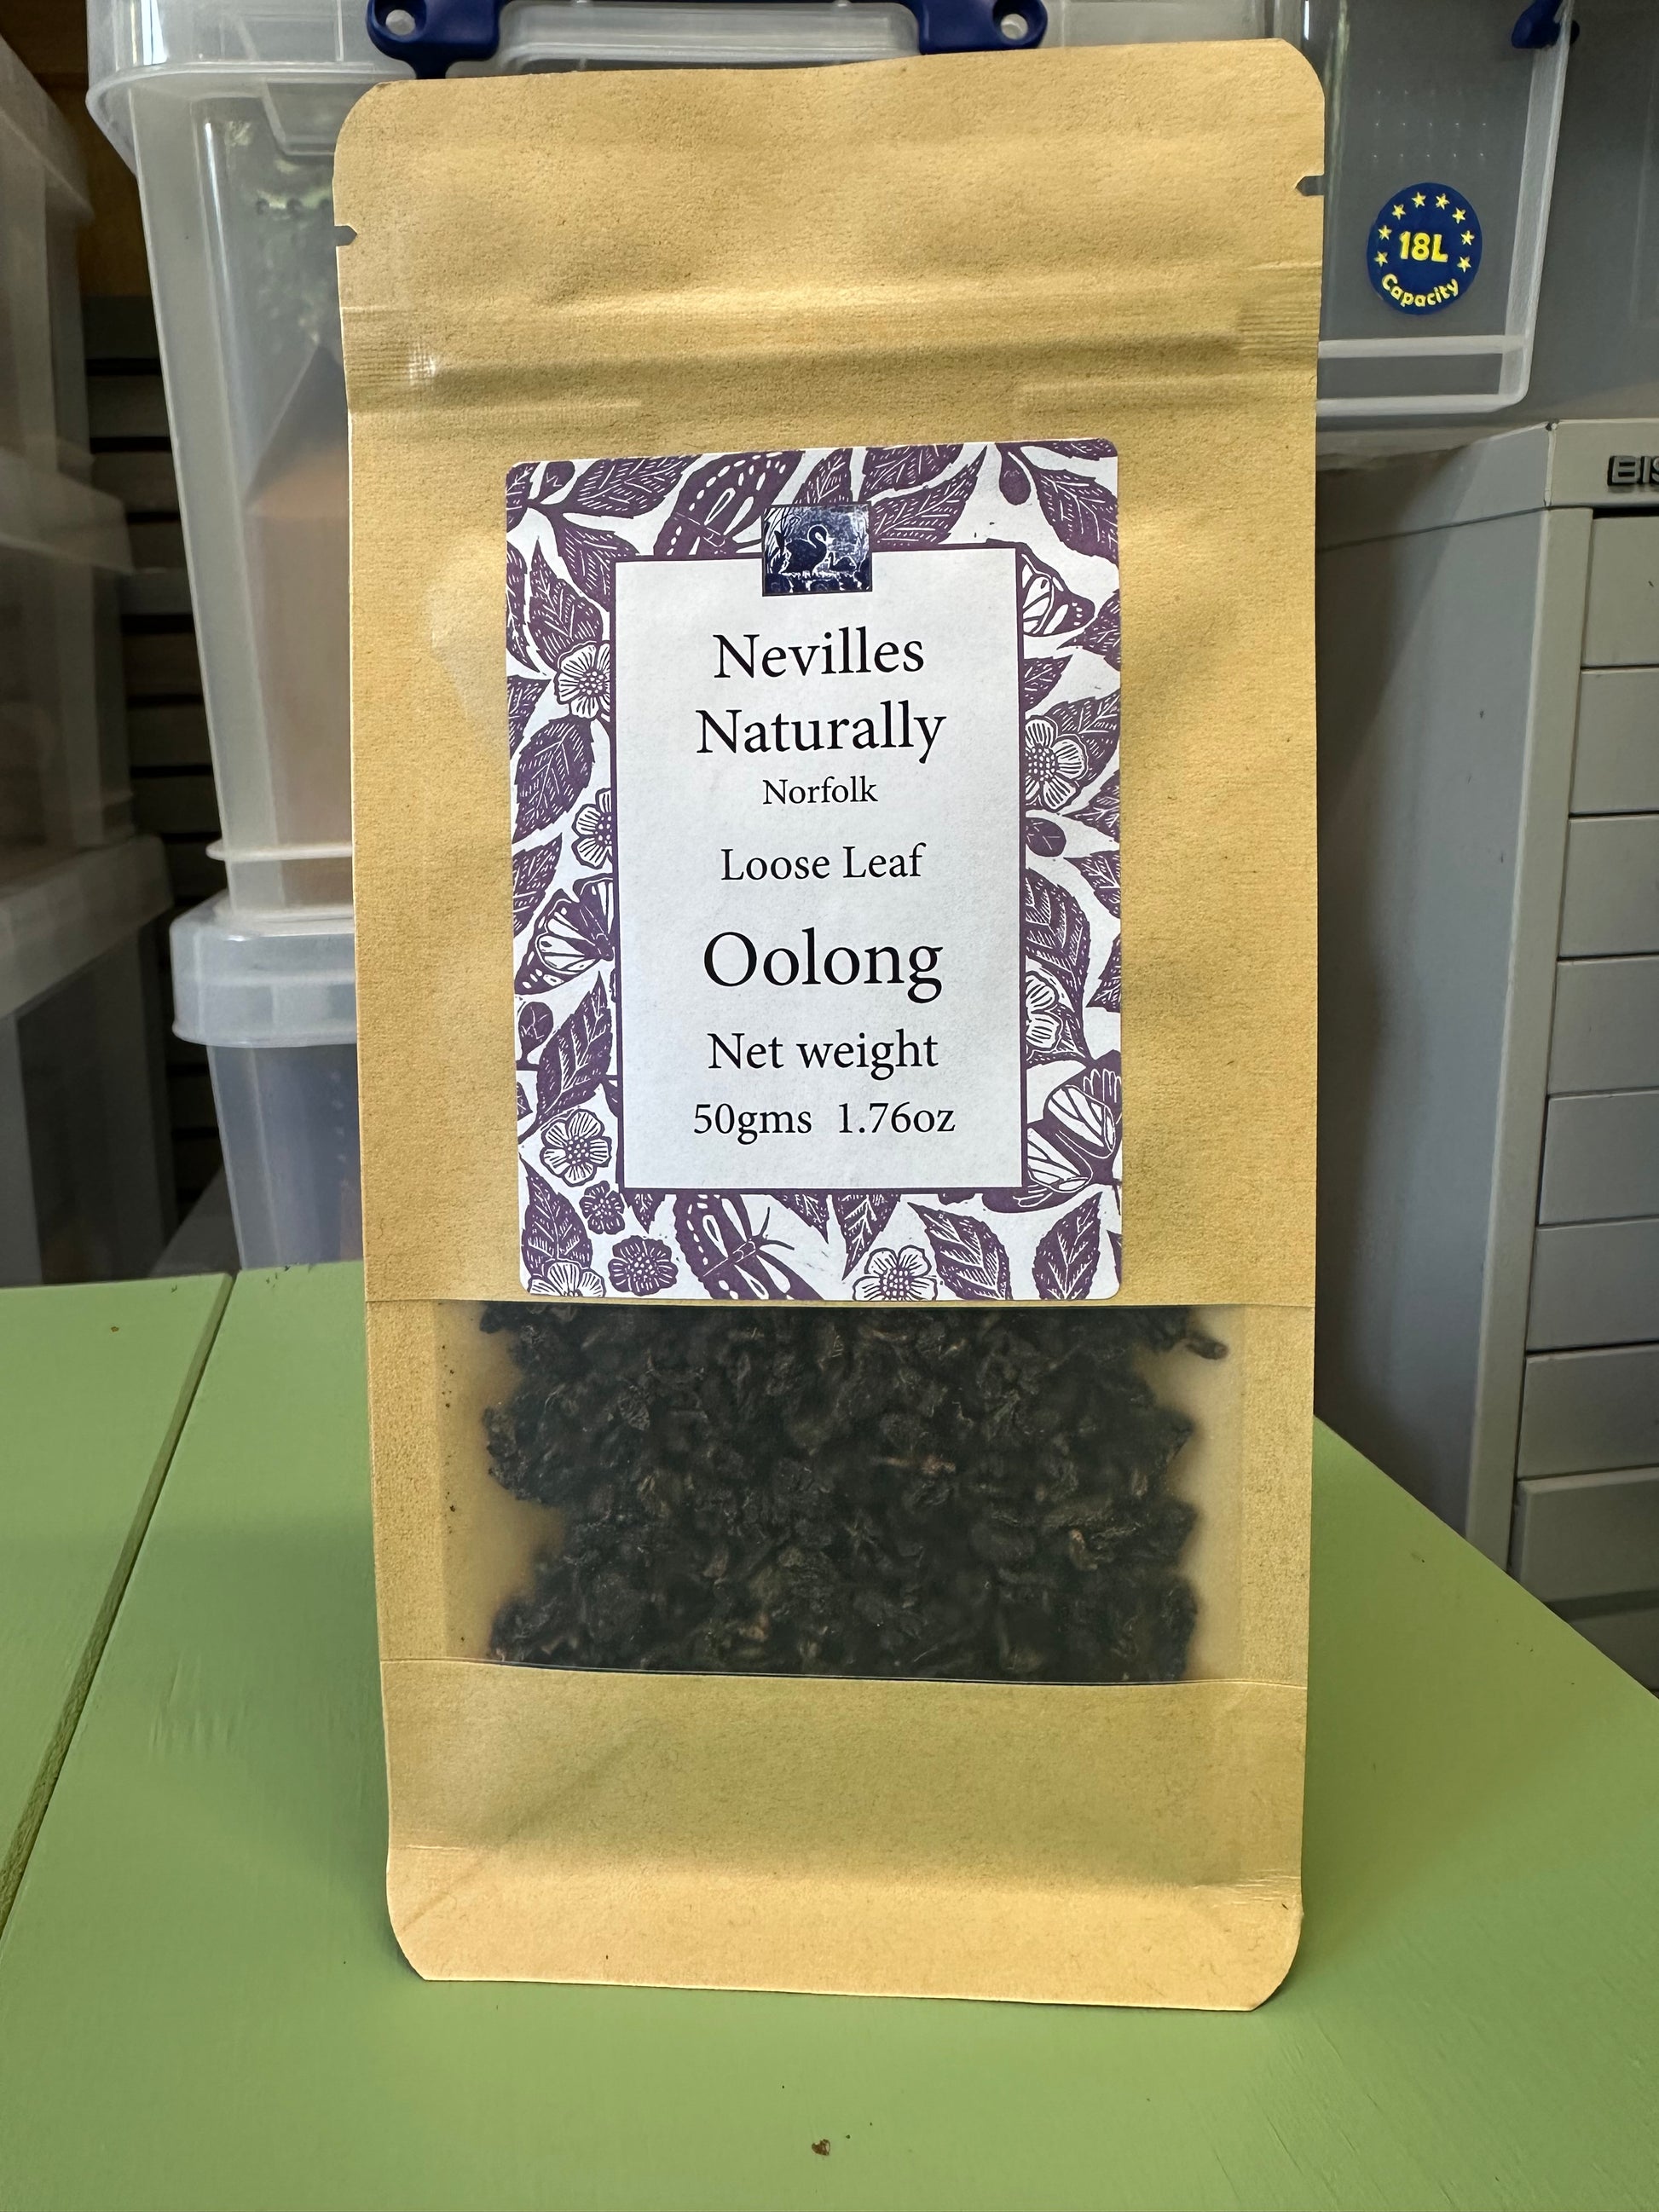 18L
Capacity
Nevilles
Naturally
Norfolk
Loose Leaf
Oolong
Net weight
50gms 1.76oz